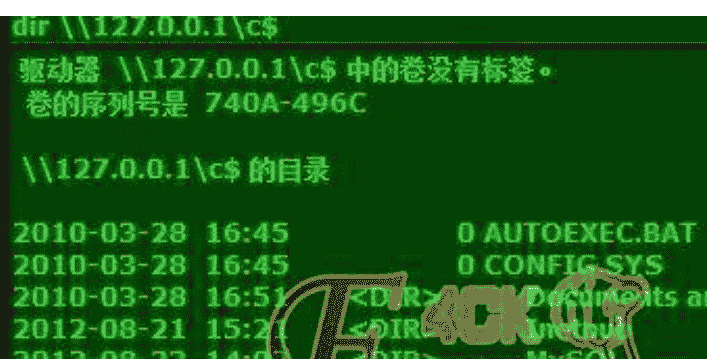 dir \\127.0.0.1\c$
驱动器 \\127.0.0.1\c$ 中的卷没有标签。
卷的序列号是 740A-496C
\\127.0.0.1\c$ 的目录
2010-03-28 16:45 0 AUTOEXEC.BAT
2010-03-28 16:45 0 CONFIG.SYS
2010-03-28 16:51 <DIR> Documents
2012-08-21 15:2 <DIR>